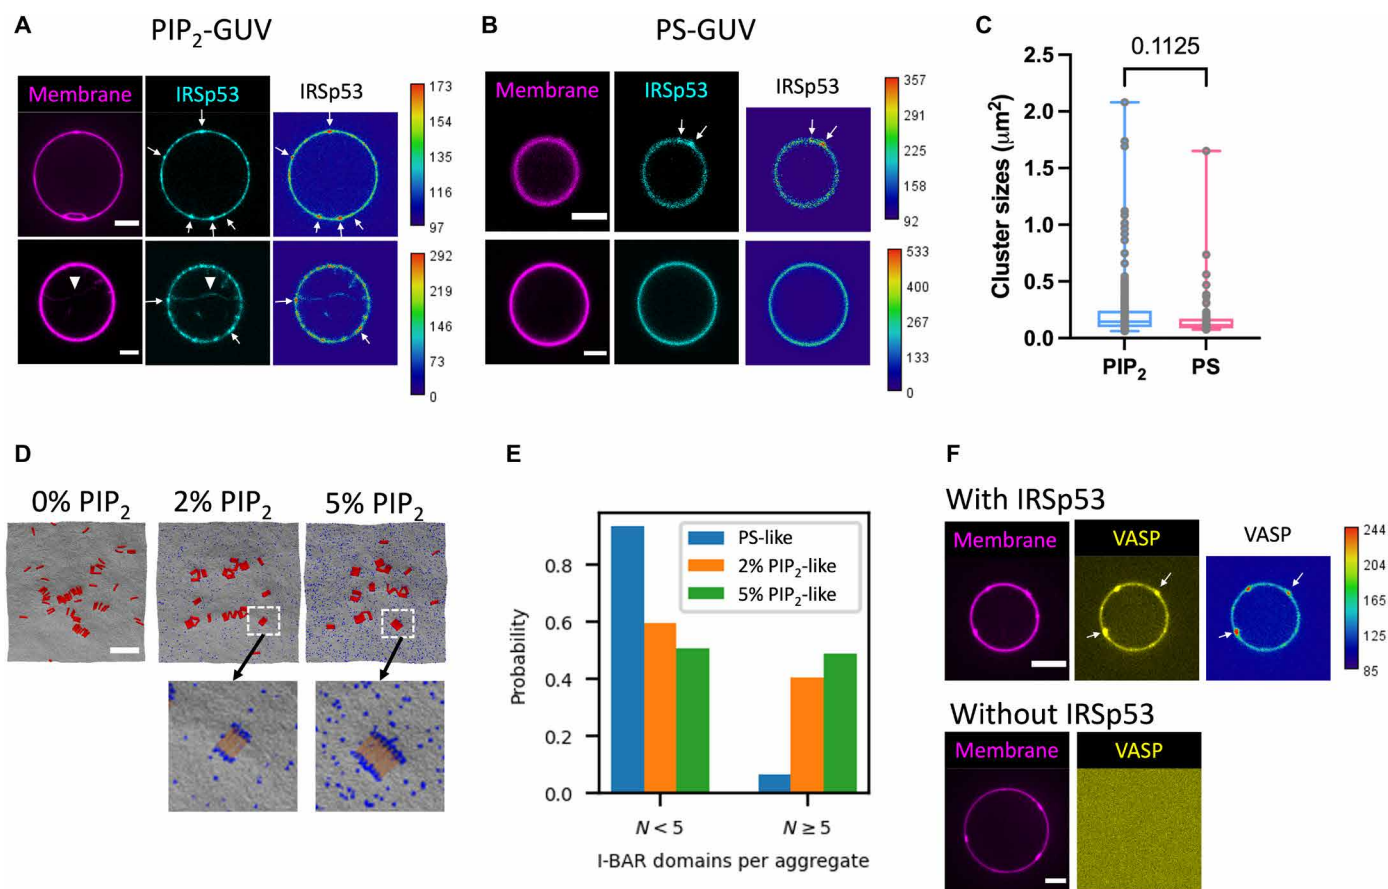 A
PIP2-GUV
Membrane
IRSp53
IRSp53
173
154
135
116
97
292
219
146
73
0
B
PS-GUV
Membrane
IRSp53
IRSp53
357
291
225
158
92
533
400
267
133
0
C
0.1125
2.5
2.0
1.5
1.0
0.5
0.0
Cluster sizes (μm²)
PIP2
PS
D
0% PIP2
2% PIP2
5% PIP2
E
Probability
0.8
0.6
0.4
0.2
0.0
PS-like
2% PIP2-like
5% PIP2-like
N < 5
N ≥ 5
I-BAR domains per aggregate
F
With IRSp53
Membrane
VASP
VASP
244
204
164
125
85
Without IRSp53
Membrane
VASP